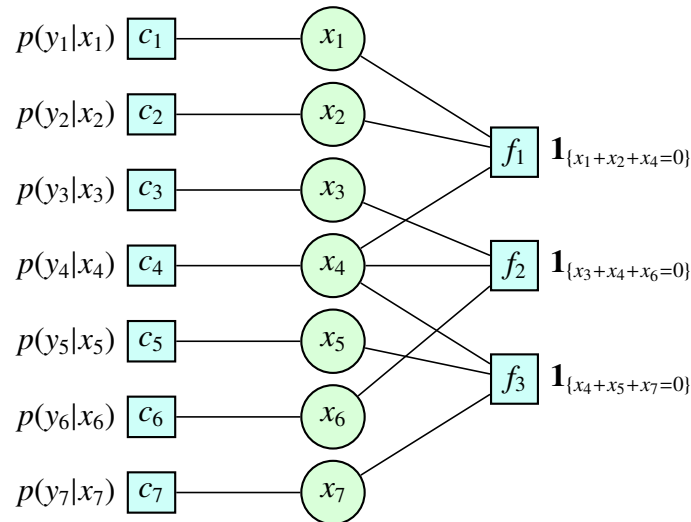 p(y₁|x₁) c₁ x₁
p(y₂|x₂) c₂ x₂
f₁ 𝟏{x₁+x₂+x₄=0}
p(y₃|x₃) c₃ x₃
p(y₄|x₄) c₄ x₄ f₂ 𝟏{x₃+x₄+x₆=0}
p(y₅|x₅) c₅ x₅
f₃ 𝟏{x₄+x₅+x₇=0}
p(y₆|x₆) c₆ x₆
p(y₇|x₇) c₇ x₇